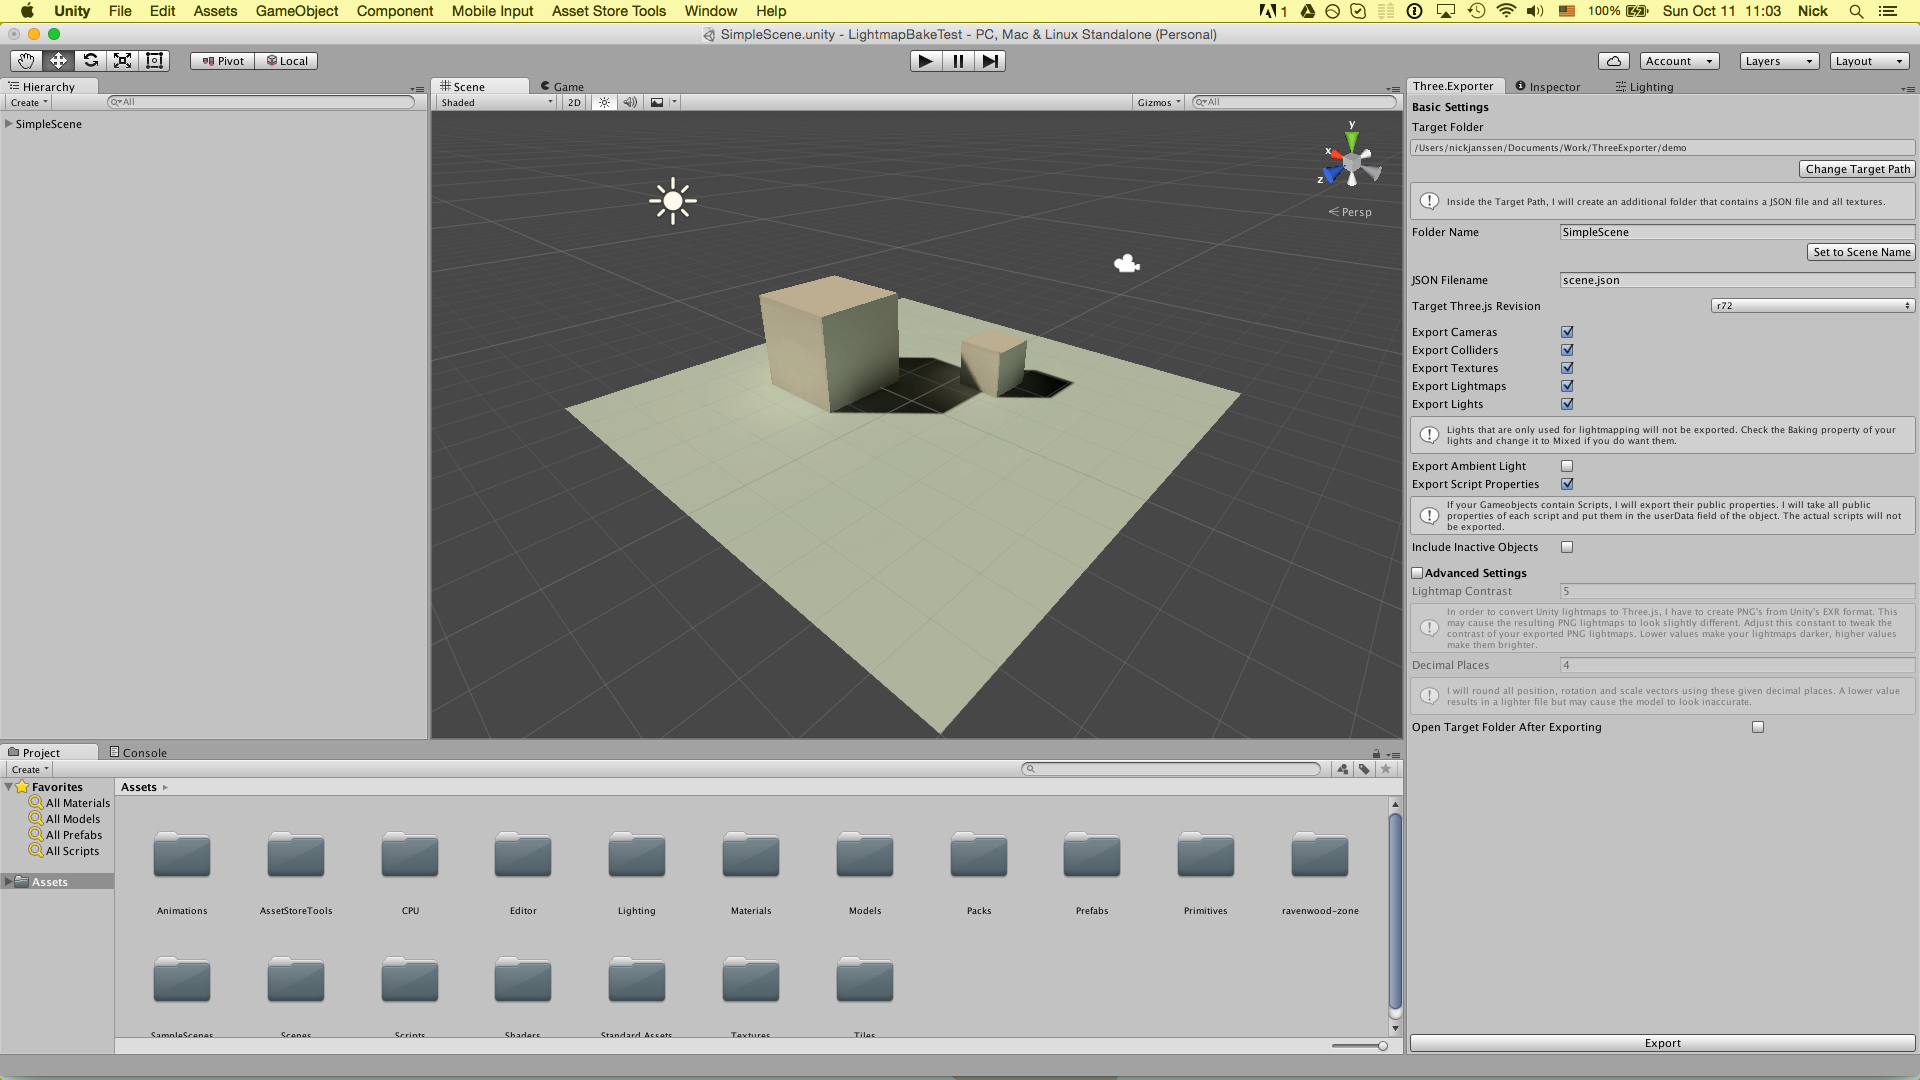 Unity File Edit Assets GameObject Component Mobile Input Asset Store Tools Window Help 1 100% Sun Oct 11 11:03 Nick
SimpleScene.unity - LightmapBakeTest - PC, Mac & Linux Standalone (Personal)
Pivot Local Account Layers Layout
Hierarchy
Create All
SimpleScene
Scene Game
Shaded 2D Gizmos All
y
x
z
Persp
Three.Exporter Inspector Lighting
Basic Settings
Target Folder
/Users/nickjanssen/Documents/Work/ThreeExporter/demo
Change Target Path
Inside the Target Path, I will create an additional folder that contains a JSON file and all textures.
Folder Name SimpleScene
Set to Scene Name
JSON Filename scene.json
Target Three.js Revision r72
Export Cameras
Export Colliders
Export Textures
Export Lightmaps
Export Lights
Lights that are only used for lightmapping will not be exported. Check the Baking property of your
lights and change it to Mixed if you do want them.
Export Ambient Light
Export Script Properties
If your Gameobjects contain Scripts, I will export their public properties. I will take all public
properties of each script and put them in the userData field of the object. The actual scripts will not
be exported.
Include Inactive Objects
Advanced Settings
Lightmap Contrast 5
In order to convert Unity lightmaps to Three.js, I have to create PNG's from Unity's EXR format. This
may cause the resulting PNG lightmaps to look slightly different. Adjust this constant to tweak the
contrast of your exported PNG lightmaps. Lower values make your lightmaps darker, higher values
make them brighter.
Decimal Places 4
I will round all position, rotation and scale vectors using these given decimal places. A lower value
results in a lighter file but may cause the model to look inaccurate.
Open Target Folder After Exporting
Export
Project Console
Create
Favorites
All Materials
All Models
All Prefabs
All Scripts
Assets
Assets
Animations AssetStoreTools CPU Editor Lighting Materials Models Packs Prefabs Primitives ravenwood-zone
SampleScenes Scenes Scripts Shaders Standard Assets Textures Tiles